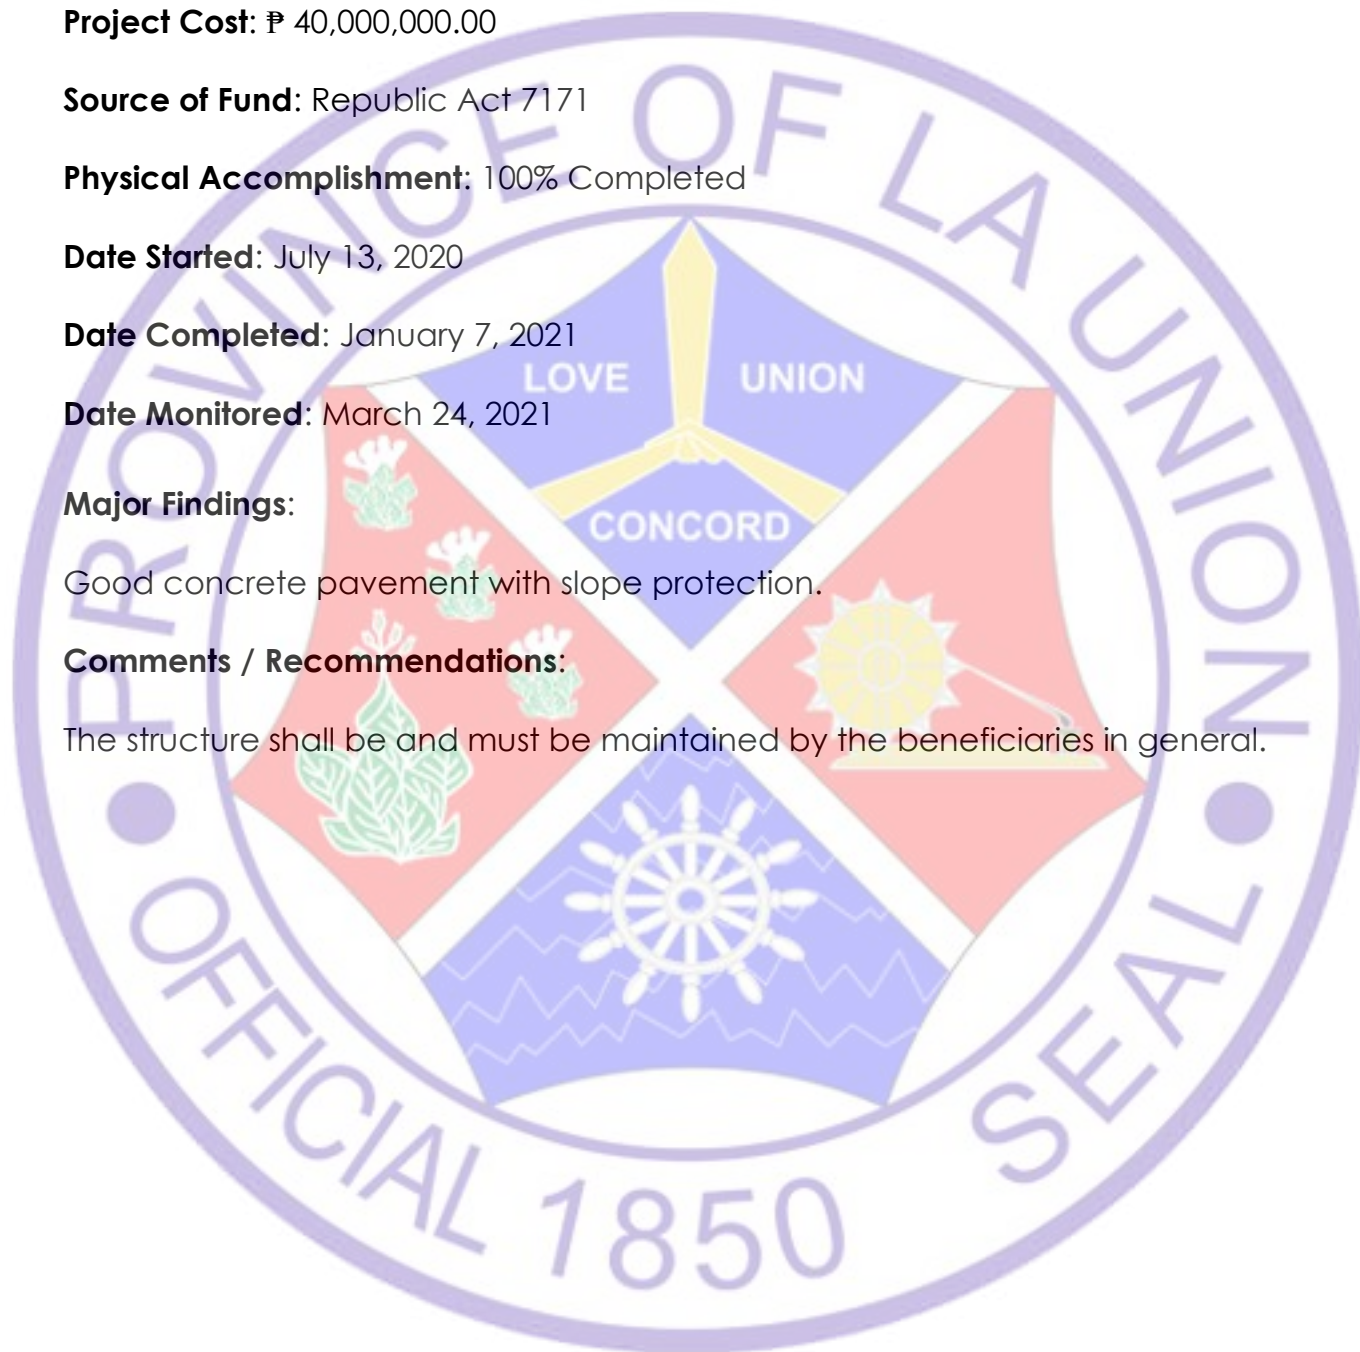 Project Cost: ₱ 40,000,000.00
Source of Fund: Republic Act 7171
Physical Accomplishment: 100% Completed
Date Started: July 13, 2020
Date Completed: January 7, 2021
Date Monitored: March 24, 2021
Major Findings:
Good concrete pavement with slope protection.
Comments / Recommendations:
The structure shall be and must be maintained by the beneficiaries in general.
PROVINCE OF LA UNION
LOVE UNION
CONCORD
OFFICIAL 1850 SEAL